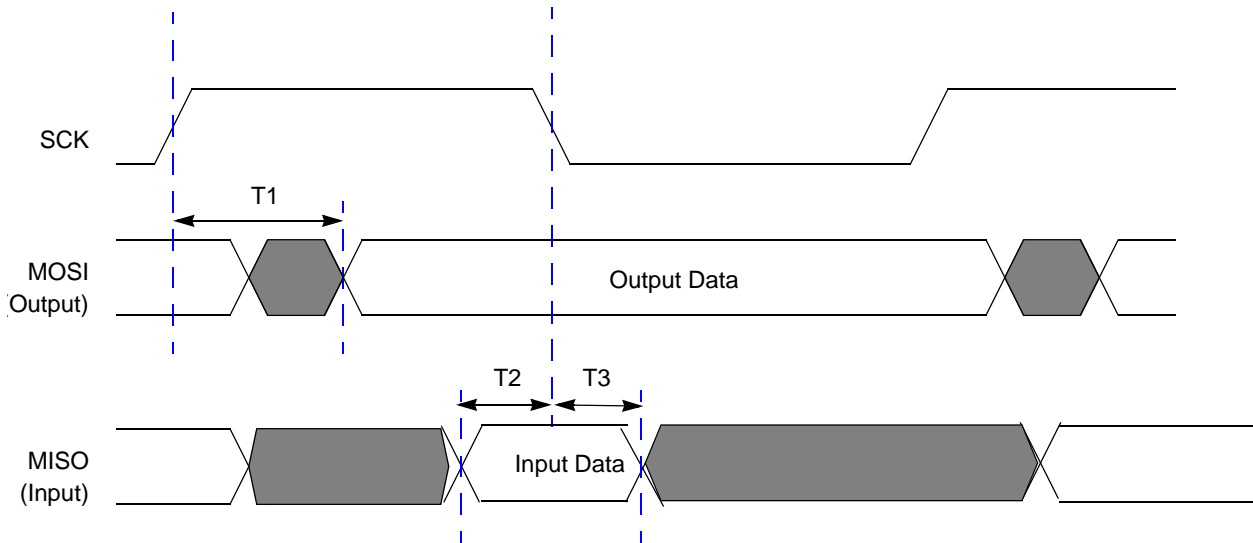 SCK
T1
MOSI
(Output)
Output Data
T2
T3
MISO
(Input)
Input Data